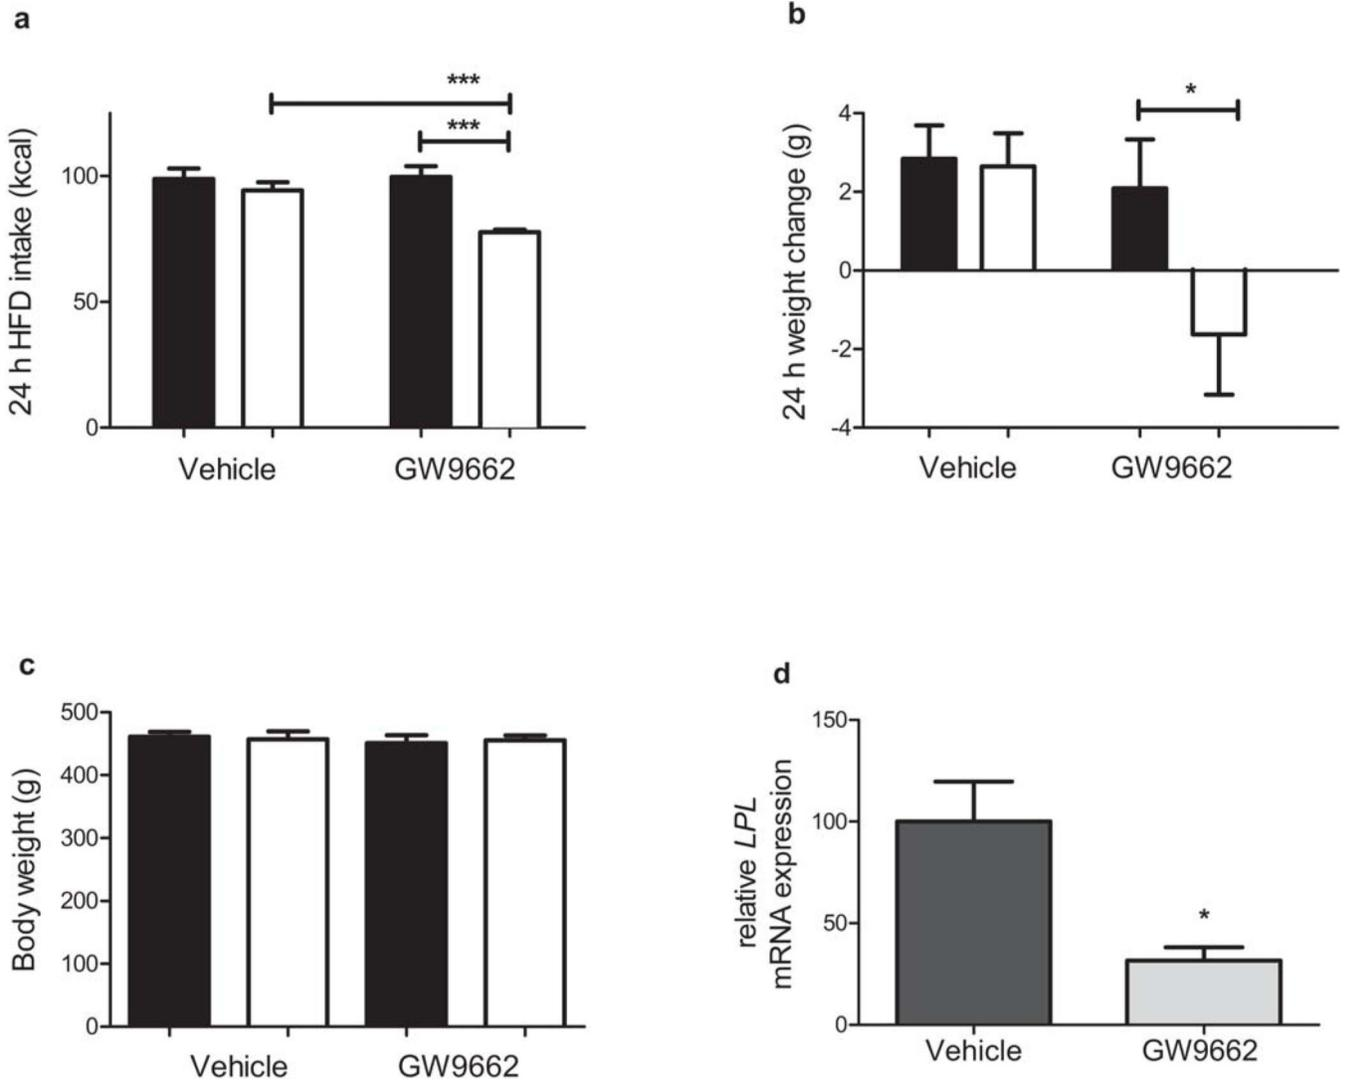 a
***
***
24 h HFD intake (kcal)
100
50
0
Vehicle
GW9662
b
*
24 h weight change (g)
4
2
0
-2
-4
Vehicle
GW9662
c
Body weight (g)
500
400
300
200
100
0
Vehicle
GW9662
d
relative LPL
mRNA expression
150
100
50
0
*
Vehicle
GW9662